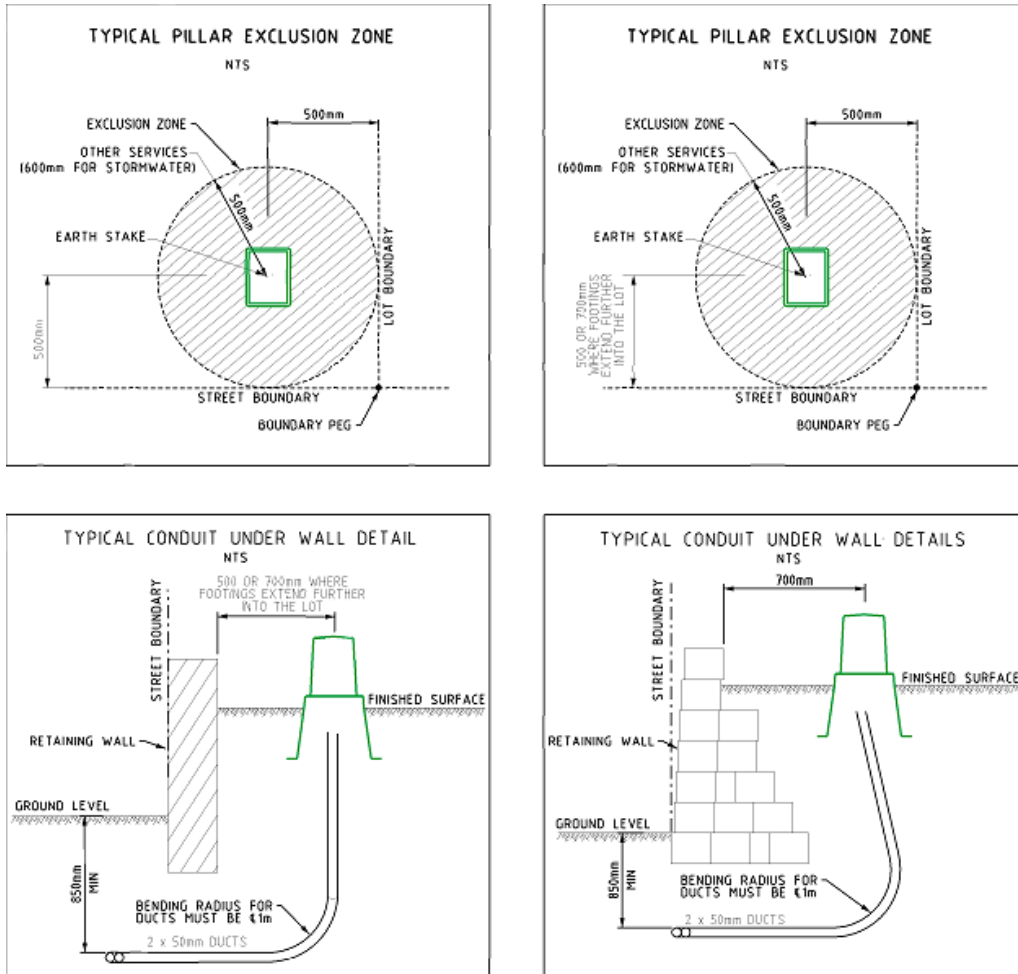 TYPICAL PILLAR EXCLUSION ZONE
NTS
500mm
EXCLUSION ZONE
OTHER SERVICES
(600mm FOR STORMWATER)
500mm
EARTH STAKE
LOT BOUNDARY
500mm
STREET BOUNDARY
BOUNDARY PEG
TYPICAL PILLAR EXCLUSION ZONE
NTS
500mm
EXCLUSION ZONE
OTHER SERVICES
(600mm FOR STORMWATER)
500mm
EARTH STAKE
LOT BOUNDARY
500 OR 700mm
WHERE FOOTINGS
EXTEND FURTHER
INTO THE LOT
STREET BOUNDARY
BOUNDARY PEG
TYPICAL CONDUIT UNDER WALL DETAIL
NTS
500 OR 700mm WHERE
FOOTINGS EXTEND FURTHER
INTO THE LOT
STREET BOUNDARY
FINISHED SURFACE
RETAINING WALL
GROUND LEVEL
850mm
MIN
BENDING RADIUS FOR
DUCTS MUST BE ≮1m
2 x 50mm DUCTS
TYPICAL CONDUIT UNDER WALL DETAILS
NTS
700mm
STREET BOUNDARY
FINISHED SURFACE
RETAINING WALL
GROUND LEVEL
850mm
MIN
BENDING RADIUS FOR
DUCTS MUST BE ≮1m
2 x 50mm DUCTS